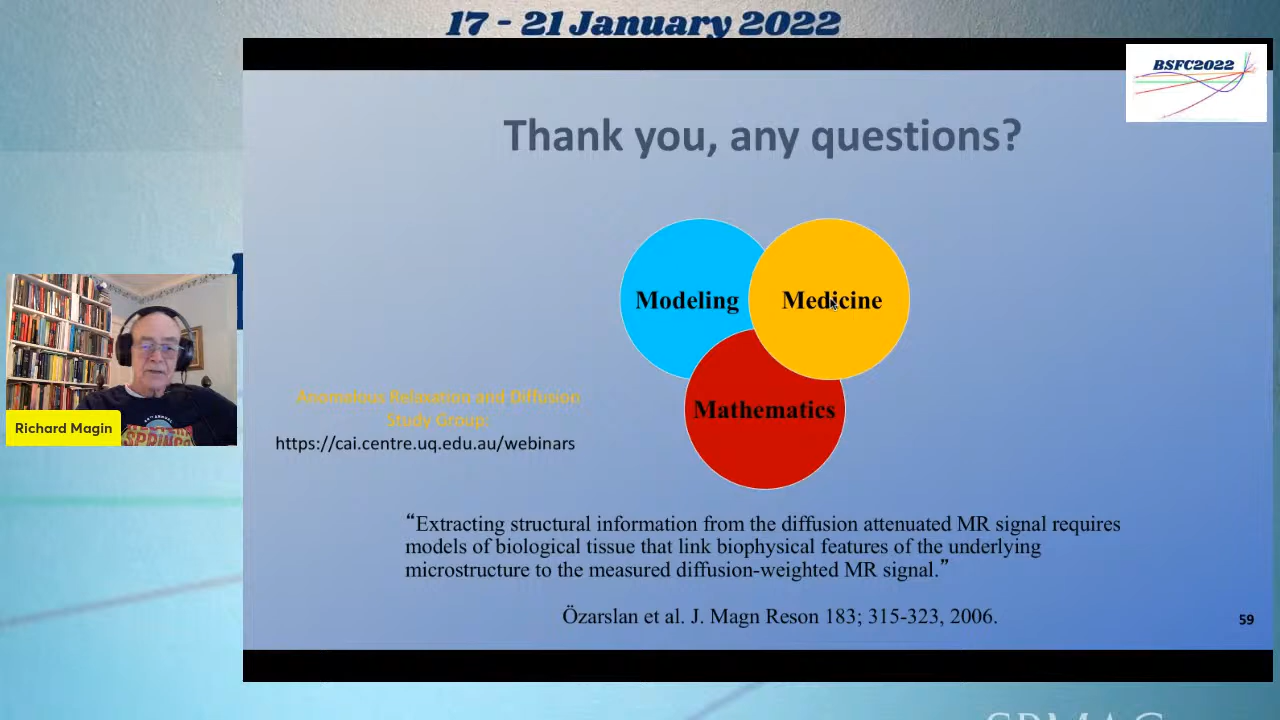 17 - 21 January 2022
BSFC2022
Thank you, any questions?
Modeling
Medicine
Mathematics
Richard Magin
Anomalous Relaxation and Diffusion
Study Group:
https://cai.centre.uq.edu.au/webinars
“Extracting structural information from the diffusion attenuated MR signal requires
models of biological tissue that link biophysical features of the underlying
microstructure to the measured diffusion-weighted MR signal.”
Özarslan et al. J. Magn Reson 183; 315-323, 2006.
59